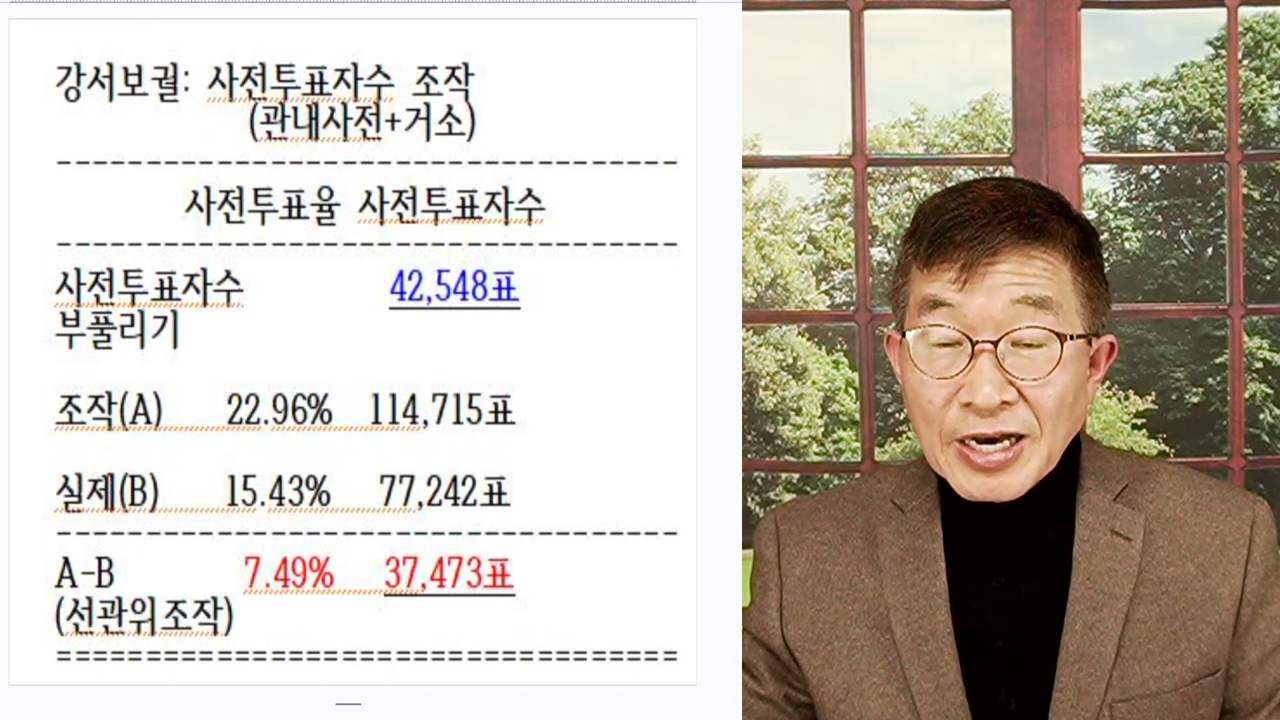 강서보궐: 사전투표자수 조작
(관내사전+거소)
---------------------------------
사전투표율 사전투표자수
---------------------------------
사전투표자수 42,548표
부풀리기
조작(A) 22.96% 114,715표
실제(B) 15.43% 77,242표
---------------------------------
A-B 7.49% 37,473표
(선관위조작)
=================================